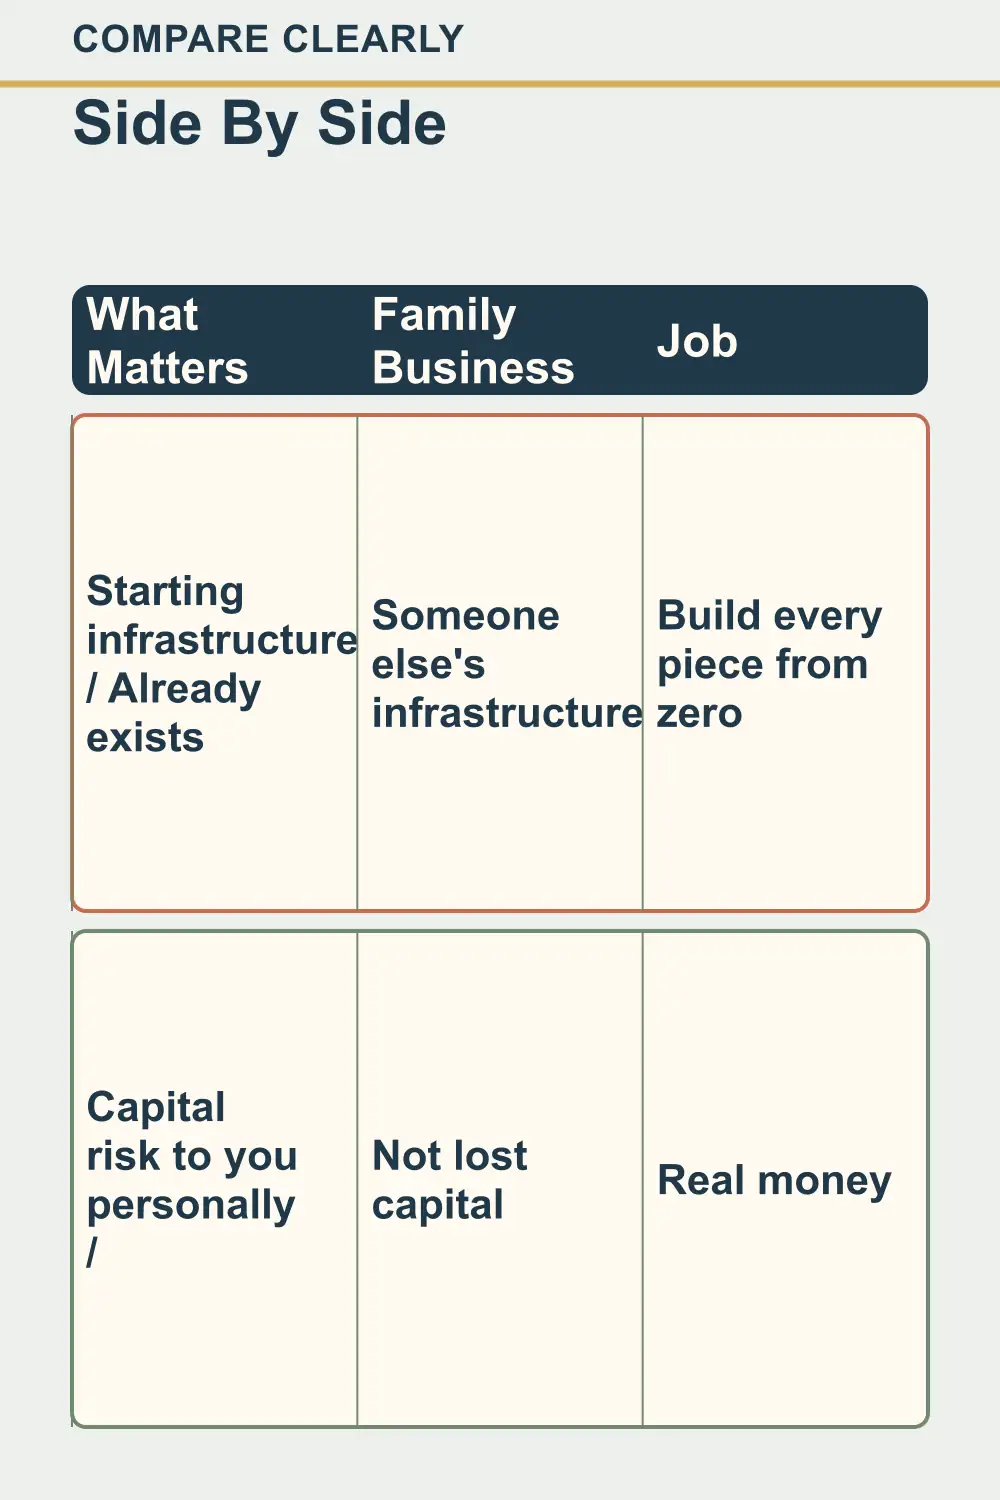 COMPARE CLEARLY
Side By Side
What
Matters
Family
Business
Job
Starting
infrastructure
/ Already
exists
Someone
else's
infrastructure
Build every
piece from
zero
Capital
risk to you
personally
/
Not lost
capital
Real money